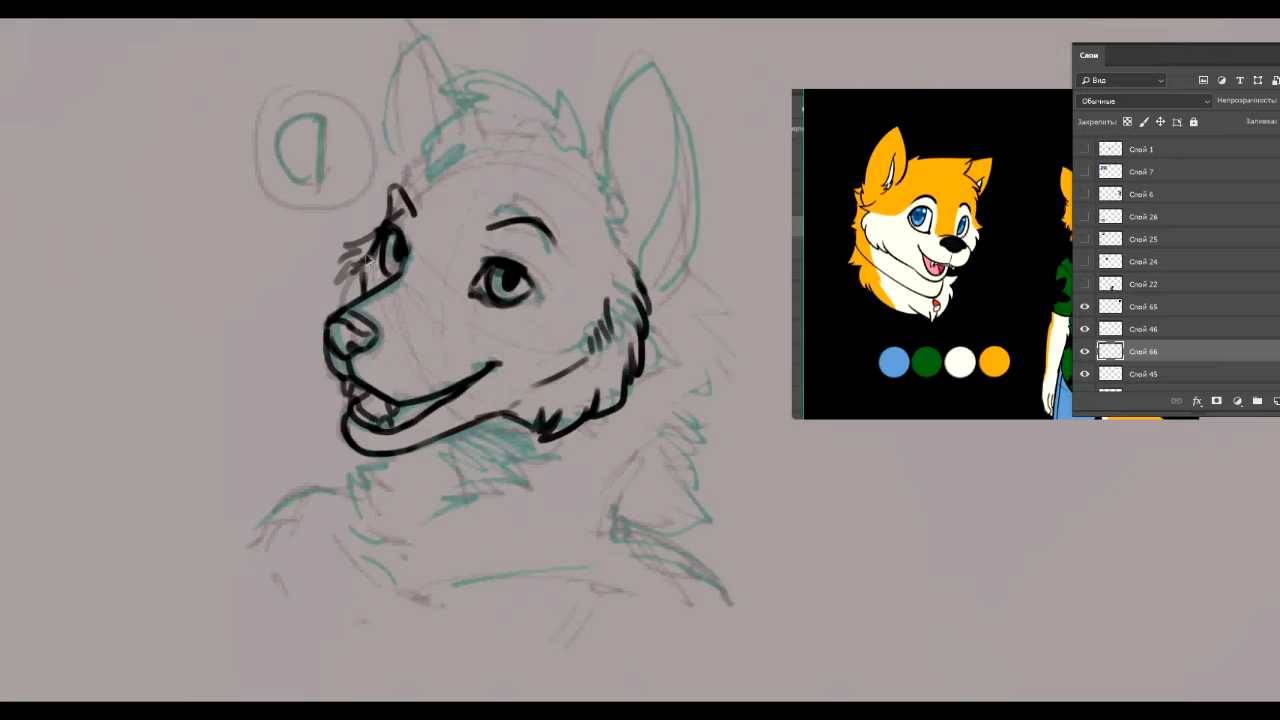 a
Слои
Вид
Обычные
Непрозрачность:
Закрепить:
Заливка:
Слой 1
Слой 7
Слой 6
Слой 26
Слой 25
Слой 24
Слой 22
Слой 65
Слой 46
Слой 66
Слой 45
fx